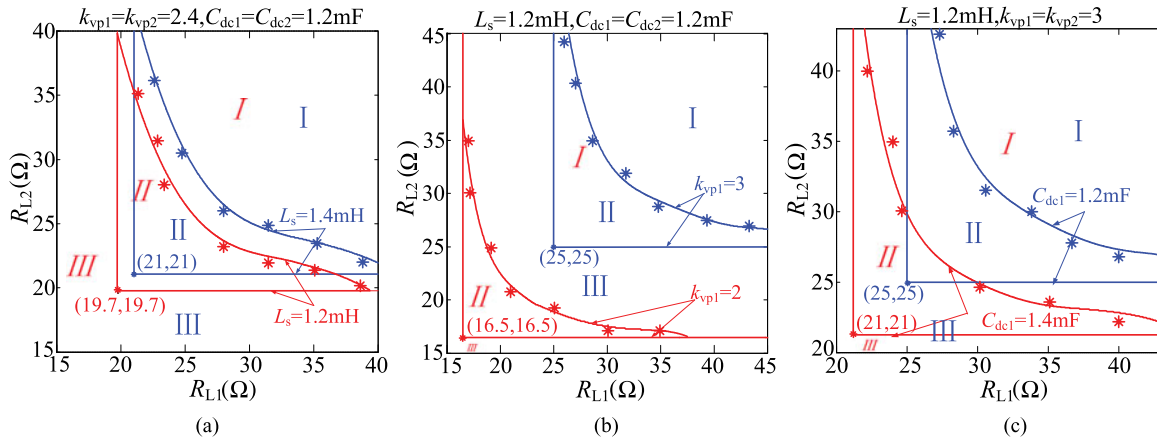 k_vp1=k_vp2=2.4,C_dc1=C_dc2=1.2mF
40
35
30
25
20
15
R_L2(Ω)
I
I
II
II
L_s=1.4mH
(21,21)
III
(19.7,19.7)
L_s=1.2mH
III
15
20
25
30
35
40
R_L1(Ω)
(a)
L_s=1.2mH,C_dc1=C_dc2=1.2mF
45
40
35
30
25
20
15
R_L2(Ω)
I
I
k_vp1=3
II
(25,25)
III
II
k_vp1=2
(16.5,16.5)
III
15
20
25
30
35
40
45
R_L1(Ω)
(b)
L_s=1.2mH,k_vp1=k_vp2=3
40
35
30
25
20
R_L2(Ω)
I
I
C_dc1=1.2mF
II
II
(25,25)
(21,21)
III
C_dc1=1.4mF
III
20
25
30
35
40
R_L1(Ω)
(c)